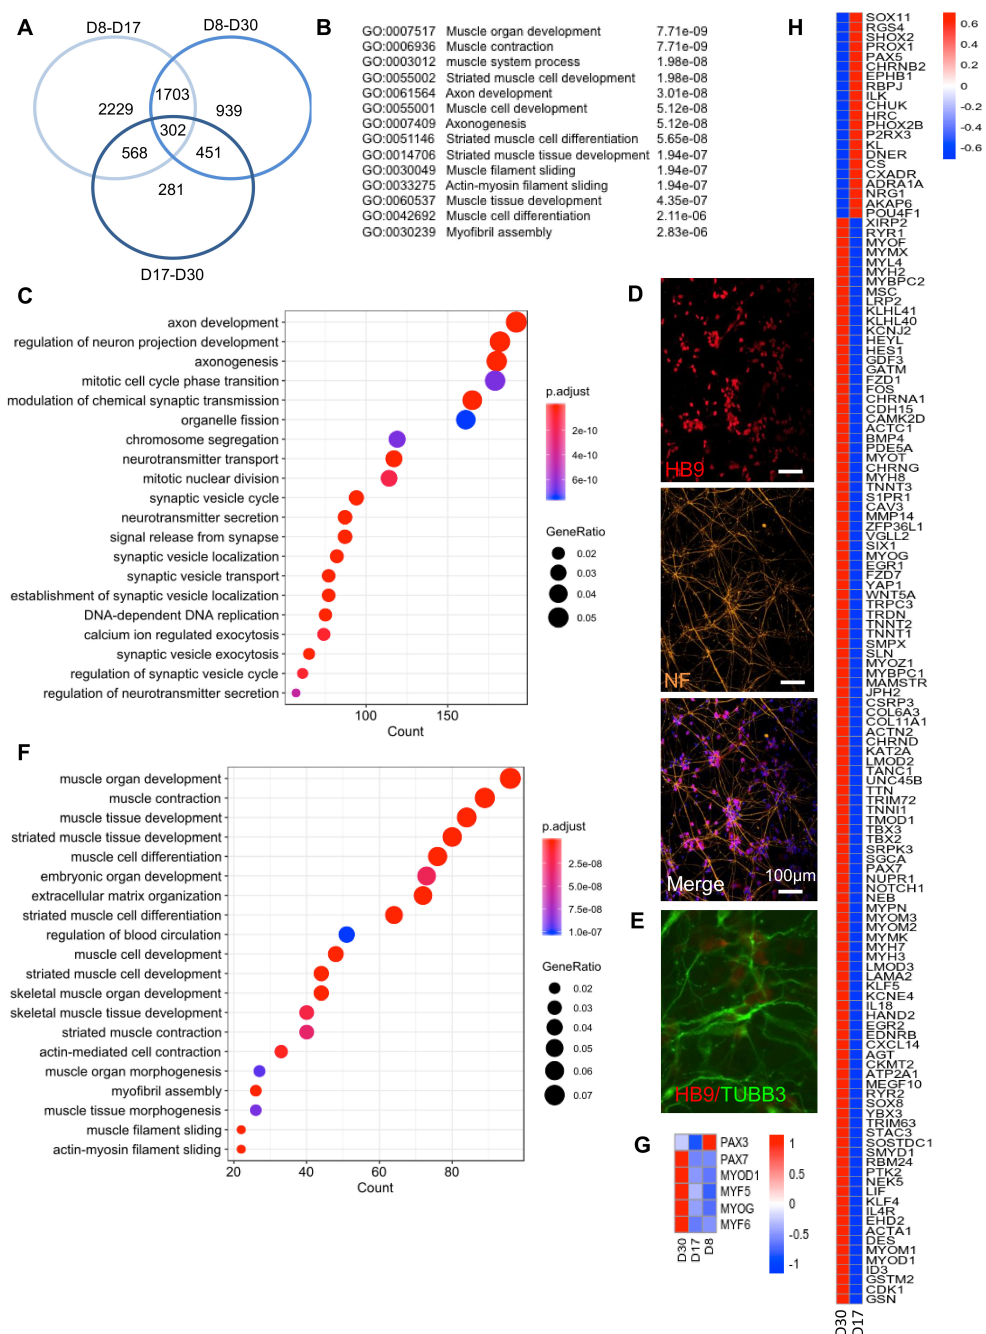 A
D8-D17
D8-D30
2229
1703
939
302
568
451
281
D17-D30
B
GO:0007517 Muscle organ development 7.71e-09
GO:0006936 Muscle contraction 7.71e-09
GO:0003012 muscle system process 1.98e-08
GO:0055002 Striated muscle cell development 1.98e-08
GO:0061564 Axon development 3.01e-08
GO:0055001 Muscle cell development 5.12e-08
GO:0007409 Axonogenesis 5.12e-08
GO:0051146 Striated muscle cell differentiation 5.65e-08
GO:0014706 Striated muscle tissue development 1.94e-07
GO:0030049 Muscle filament sliding 1.94e-07
GO:0033275 Actin-myosin filament sliding 1.94e-07
GO:0060537 Muscle tissue development 4.35e-07
GO:0042692 Muscle cell differentiation 2.11e-06
GO:0030239 Myofibril assembly 2.83e-06
C
axon development
regulation of neuron projection development
axonogenesis
mitotic cell cycle phase transition
modulation of chemical synaptic transmission
organelle fission
chromosome segregation
neurotransmitter transport
mitotic nuclear division
synaptic vesicle cycle
neurotransmitter secretion
signal release from synapse
synaptic vesicle localization
synaptic vesicle transport
establishment of synaptic vesicle localization
DNA-dependent DNA replication
calcium ion regulated exocytosis
synaptic vesicle exocytosis
regulation of synaptic vesicle cycle
regulation of neurotransmitter secretion
100
150
Count
p.adjust
2e-10
4e-10
6e-10
GeneRatio
0.02
0.03
0.04
0.05
D
HB9
NF
Merge
100µm
E
HB9/TUBB3
F
muscle organ development
muscle contraction
muscle tissue development
striated muscle tissue development
muscle cell differentiation
embryonic organ development
extracellular matrix organization
striated muscle cell differentiation
regulation of blood circulation
muscle cell development
striated muscle cell development
skeletal muscle organ development
skeletal muscle tissue development
striated muscle contraction
actin-mediated cell contraction
muscle organ morphogenesis
myofibril assembly
muscle tissue morphogenesis
muscle filament sliding
actin-myosin filament sliding
20
40
60
80
Count
p.adjust
2.5e-08
5.0e-08
7.5e-08
1.0e-07
GeneRatio
0.02
0.03
0.04
0.05
0.06
0.07
G
PAX3
PAX7
MYOD1
MYF5
MYOG
MYF6
D30
D17
D8
1
0.5
0
-0.5
-1
H
SOX11
RGS4
SHOX2
PROX1
PAX5
CHRNB2
EPHB1
RBPJ
ILK
CHUK
HRC
PHOX2B
P2RX3
KL
DNER
CS
CXADR
ADRA1A
NRG1
AKAP6
POU4F1
XIRP2
RYR1
MYOF
MYMX
MYL4
MYH2
MYBPC2
MSC
LRP2
KLHL41
KLHL40
KCNJ2
HEYL
HES1
GDF3
GATM
FZD1
FOS
CHRNA1
CDH15
CAMK2D
ACTC1
BMP4
PDE5A
MYOT
CHRNG
MYH8
TNNT3
S1PR1
CAV3
MMP14
ZFP36L1
VGLL2
SIX1
MYOG
EGR1
FZD7
YAP1
WNT5A
TRPC3
TRDN
TNNT2
TNNT1
SMPX
SLN
MYOZ1
MYBPC1
MAMSTR
JPH2
CSRP3
COL6A3
COL11A1
ACTN2
CHRND
KAT2A
LMOD2
TANC1
UNC45B
TTN
TRIM72
TNNI1
TMOD1
TBX3
TBX2
SRPK3
SGCA
PAX7
NUPR1
NOTCH1
NEB
MYPN
MYOM3
MYOM2
MYMK
MYH7
MYH3
LMOD3
LAMA2
KLF5
KCNE4
IL18
HAND2
EGR2
EDNRB
CXCL14
AGT
CKMT2
ATP2A1
MEGF10
RYR2
SOX8
YBX3
TRIM63
STAC3
SOSTDC1
SMYD1
RBM24
PTK2
NEK5
LIF
KLF4
IL4R
EHD2
ACTA1
DES
MYOM1
MYOD1
ID3
GSTM2
CDK1
GSN
D30
D17
0.6
0.4
0.2
0
-0.2
-0.4
-0.6